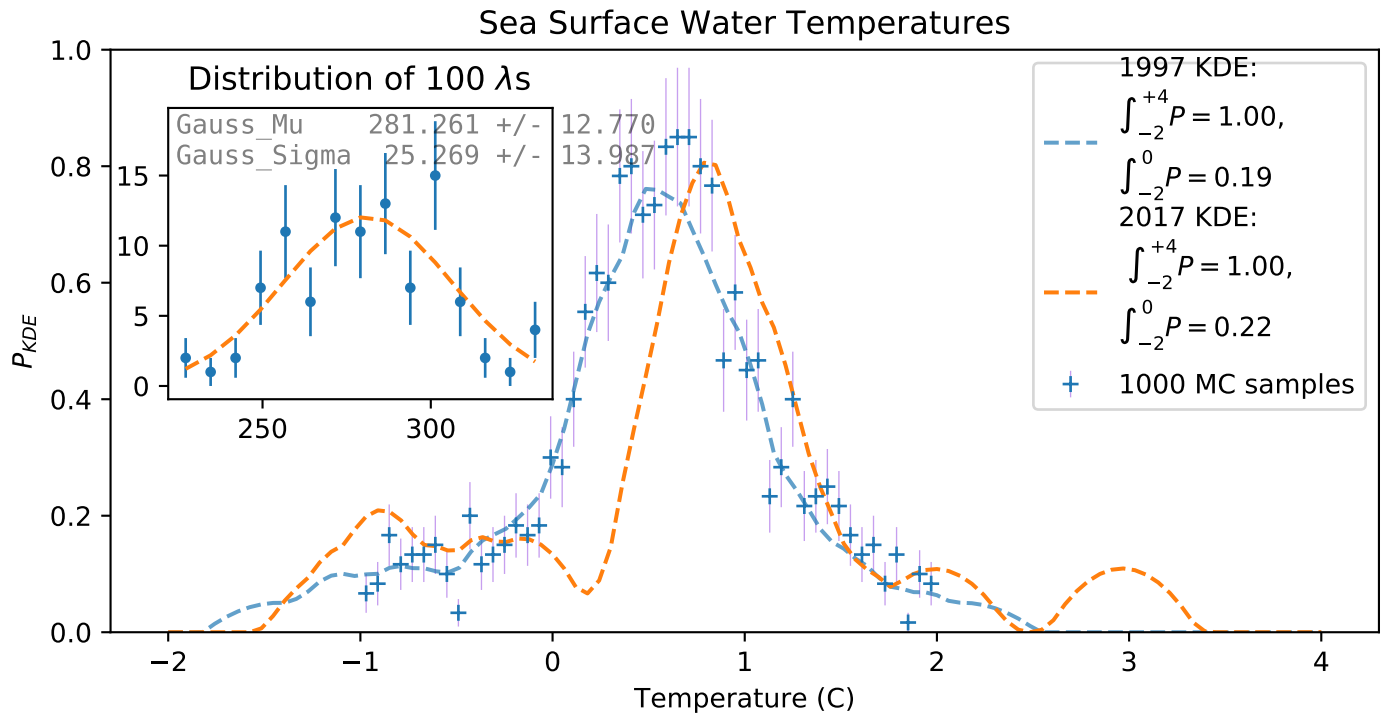 Sea Surface Water Temperatures
1.0
0.8
0.6
0.4
0.2
0.0
P_{KDE}
Distribution of 100 λs
Gauss_Mu 281.261 +/- 12.770
Gauss_Sigma 25.269 +/- 13.987
15
10
5
0
250 300
1997 KDE:
∫_{−2}^{+4} P = 1.00,
∫_{−2}^{0} P = 0.19
2017 KDE:
∫_{−2}^{+4} P = 1.00,
∫_{−2}^{0} P = 0.22
1000 MC samples
−2 −1 0 1 2 3 4
Temperature (C)